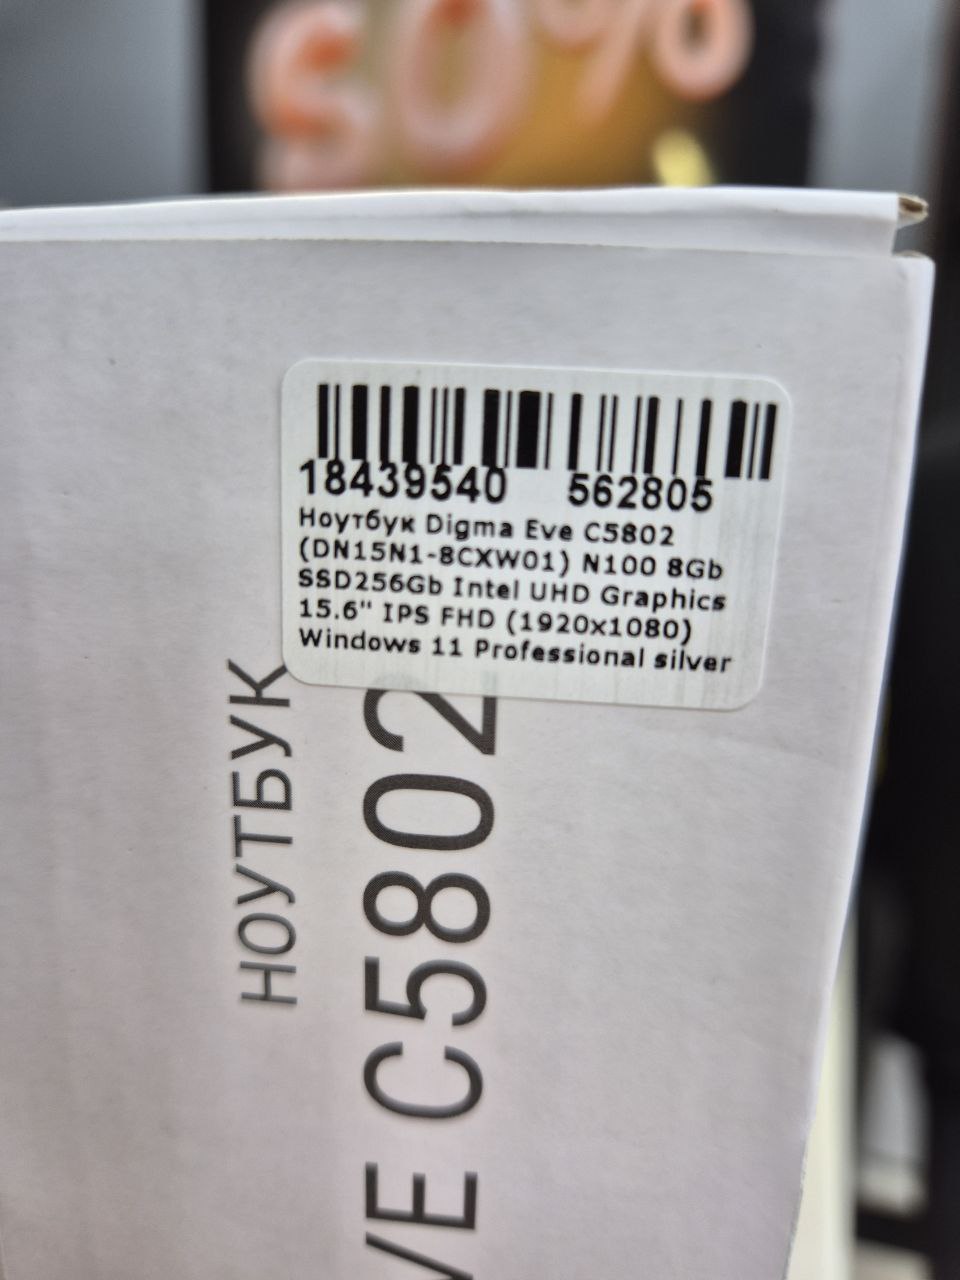 50%
18439540 562805
Ноутбук Digma Eve C5802
(DN15N1-8CXW01) N100 8Gb
SSD256Gb Intel UHD Graphics
15.6" IPS FHD (1920x1080)
Windows 11 Professional silver
НОУТБУК
VE C5802